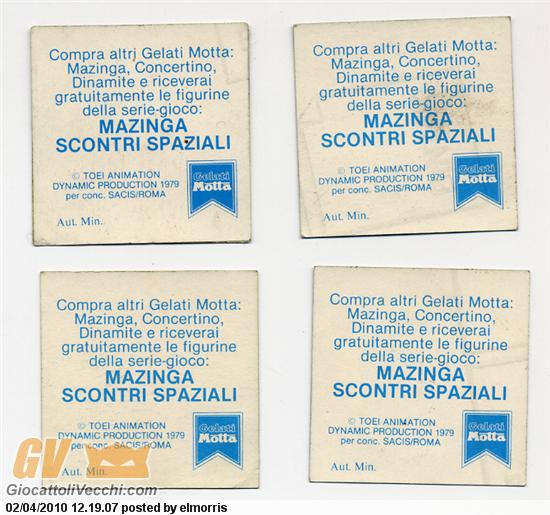 Compra altri Gelati Motta:
Mazinga, Concertino,
Dinamite e riceverai
gratuitamente le figurine
della serie-gioco:
MAZINGA
SCONTRI SPAZIALI
© TOEI ANIMATION
DYNAMIC PRODUCTION 1979
per conc. SACIS/ROMA
Gelati
Motta
Aut. Min.
Compra altri Gelati Motta:
Mazinga, Concertino,
Dinamite e riceverai
gratuitamente le figurine
della serie-gioco:
MAZINGA
SCONTRI SPAZIALI
© TOEI ANIMATION
DYNAMIC PRODUCTION 1979
per conc. SACIS/ROMA
Gelati
Motta
Aut. Min.
Compra altri Gelati Motta:
Mazinga, Concertino,
Dinamite e riceverai
gratuitamente le figurine
della serie-gioco:
MAZINGA
SCONTRI SPAZIALI
© TOEI ANIMATION
DYNAMIC PRODUCTION 1979
per conc. SACIS/ROMA
Gelati
Motta
Aut. Min.
Compra altri Gelati Motta:
Mazinga, Concertino,
Dinamite e riceverai
gratuitamente le figurine
della serie-gioco:
MAZINGA
SCONTRI SPAZIALI
© TOEI ANIMATION
DYNAMIC PRODUCTION 1979
per conc. SACIS/ROMA
Gelati
Motta
Aut. Min.
GV
GiocattoliVecchi.com
02/04/2010 12.19.07 posted by elmorris